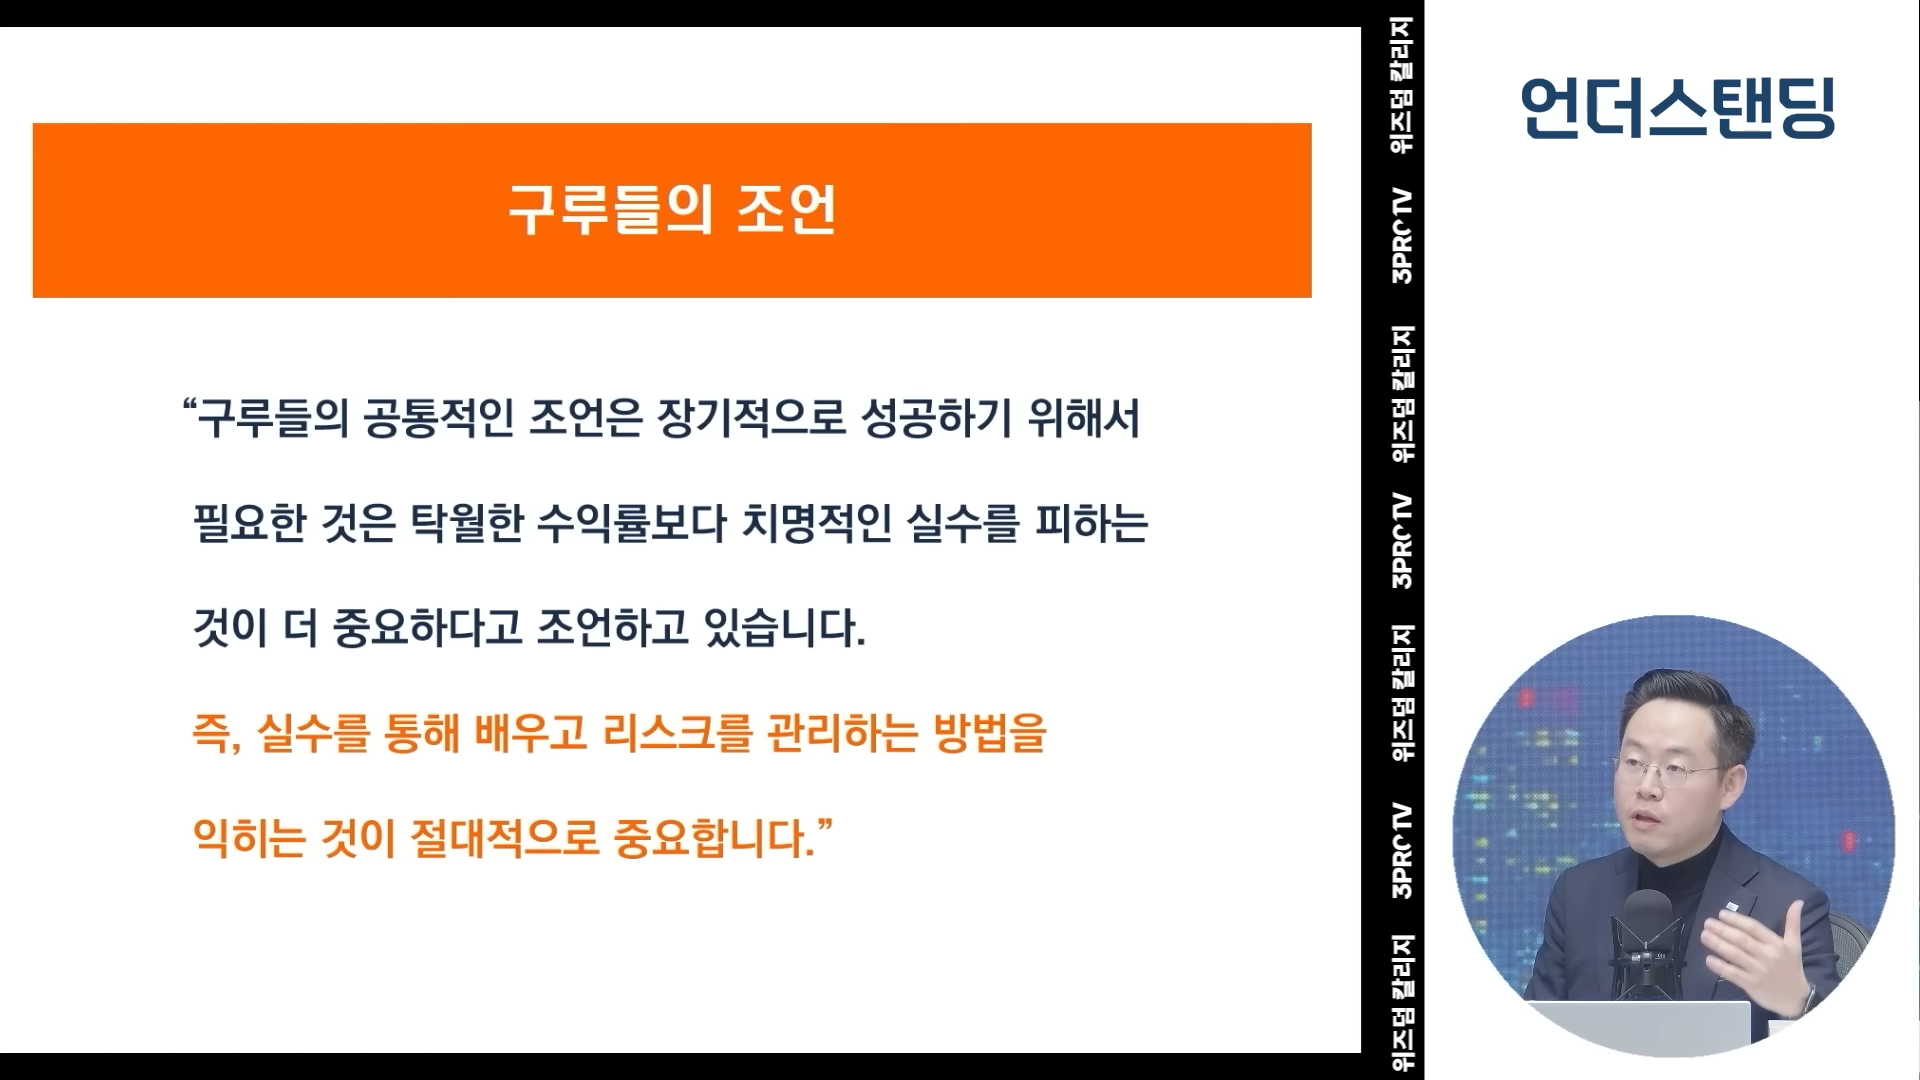 구루들의 조언
“구루들의 공통적인 조언은 장기적으로 성공하기 위해서
필요한 것은 탁월한 수익률보다 치명적인 실수를 피하는
것이 더 중요하다고 조언하고 있습니다.
즉, 실수를 통해 배우고 리스크를 관리하는 방법을
익히는 것이 절대적으로 중요합니다.”
위즈덤 칼리지
3PROTV
위즈덤 칼리지
3PROTV
위즈덤 칼리지
3PROTV
위즈덤 칼리지
언더스탠딩